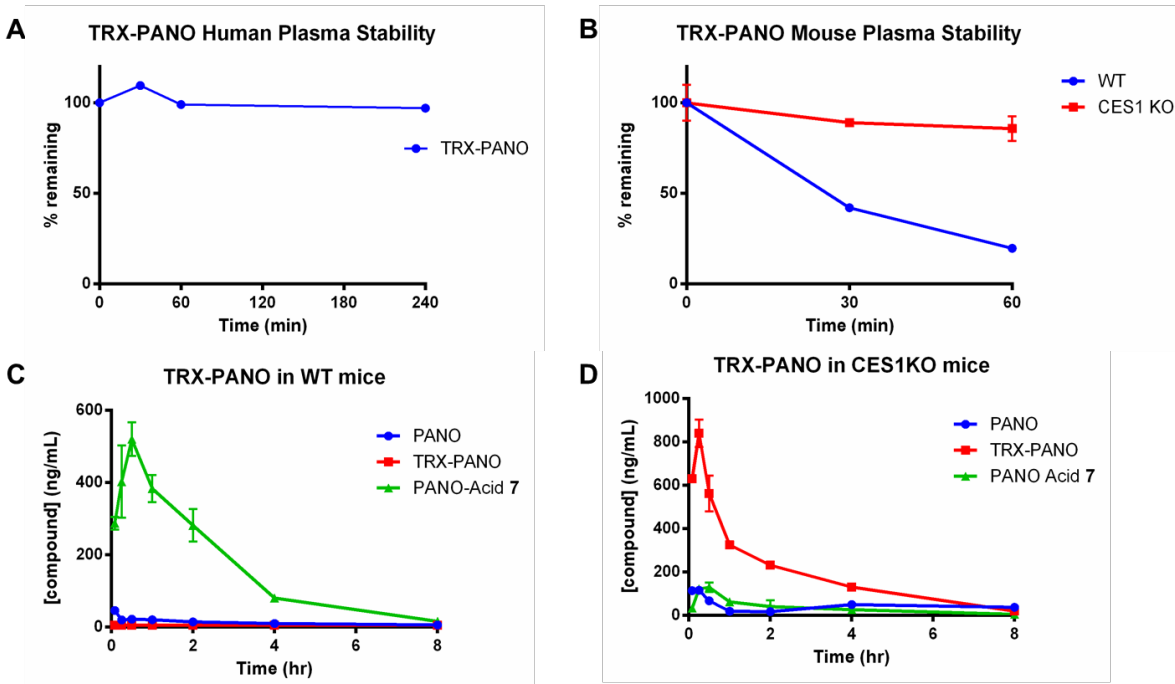 A
TRX-PANO Human Plasma Stability
% remaining
100
50
0
0 60 120 180 240
Time (min)
TRX-PANO
B
TRX-PANO Mouse Plasma Stability
% remaining
100
50
0
0 30 60
Time (min)
WT
CES1 KO
C
TRX-PANO in WT mice
[compound] (ng/mL)
600
400
200
0
0 2 4 6 8
Time (hr)
PANO
TRX-PANO
PANO-Acid 7
D
TRX-PANO in CES1KO mice
[compound] (ng/mL)
1000
800
600
400
200
0
0 2 4 6 8
Time (hr)
PANO
TRX-PANO
PANO Acid 7